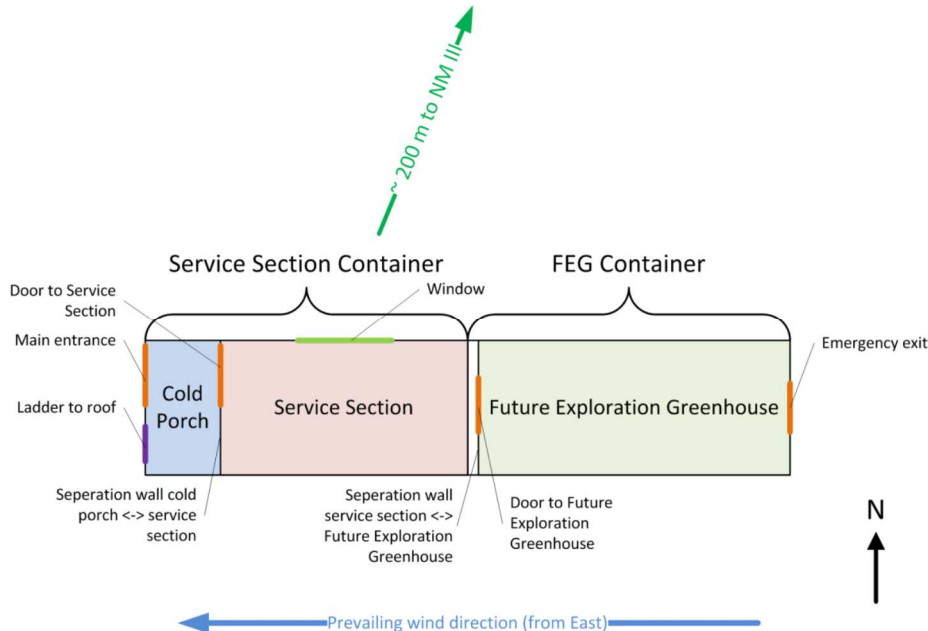 ~ 200 m to NM III
Service Section Container
FEG Container
Door to Service
Section
Window
Main entrance
Emergency exit
Ladder to roof
Cold
Porch
Service Section
Future Exploration Greenhouse
Seperation wall cold
porch <-> service
section
Seperation wall
service section <->
Future Exploration
Greenhouse
Door to Future
Exploration
Greenhouse
N
Prevailing wind direction (from East)